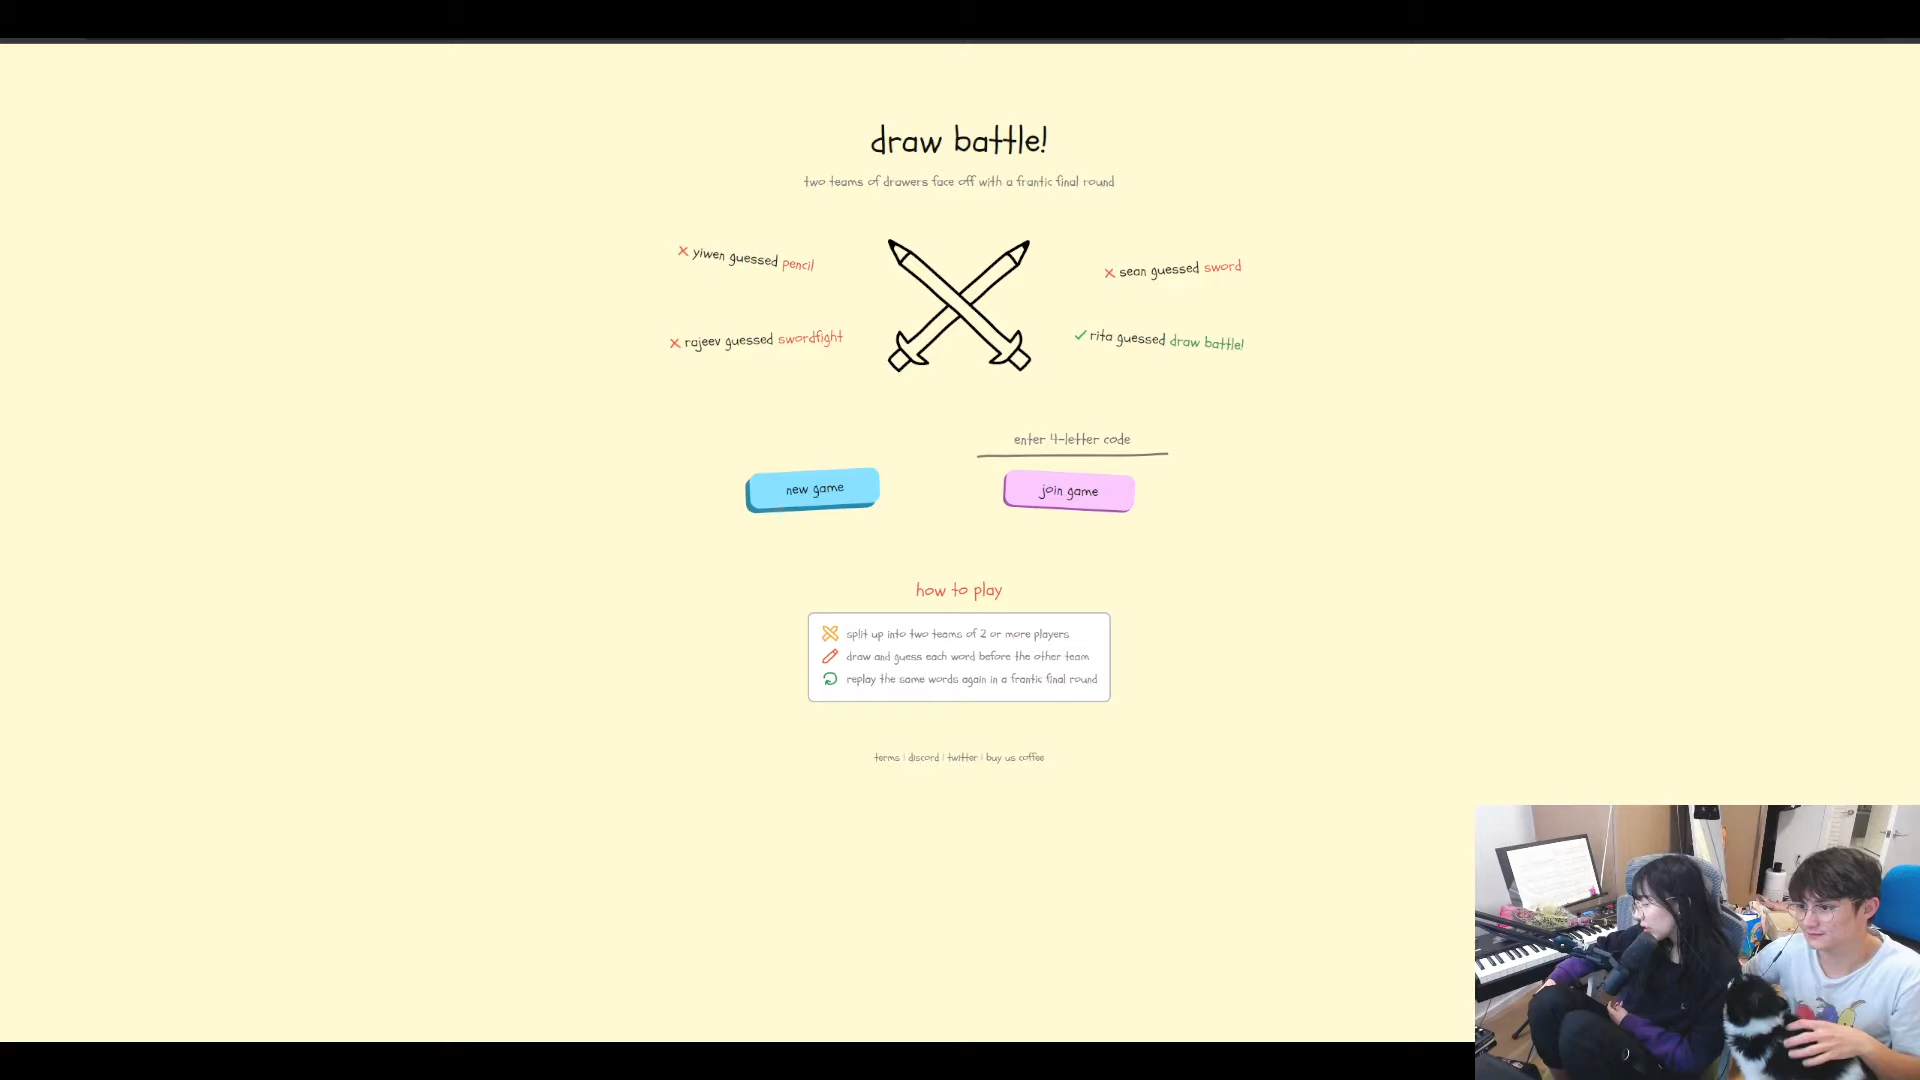 draw battle!
two teams of drawers face off with a frantic final round
yiwen guessed pencil
sean guessed sword
rajeev guessed swordfight
rita guessed draw battle!
enter 4-letter code
new game
join game
how to play
split up into two teams of 2 or more players
draw and guess each word before the other team
replay the same words again in a frantic final round
terms | discord | twitter | buy us coffee